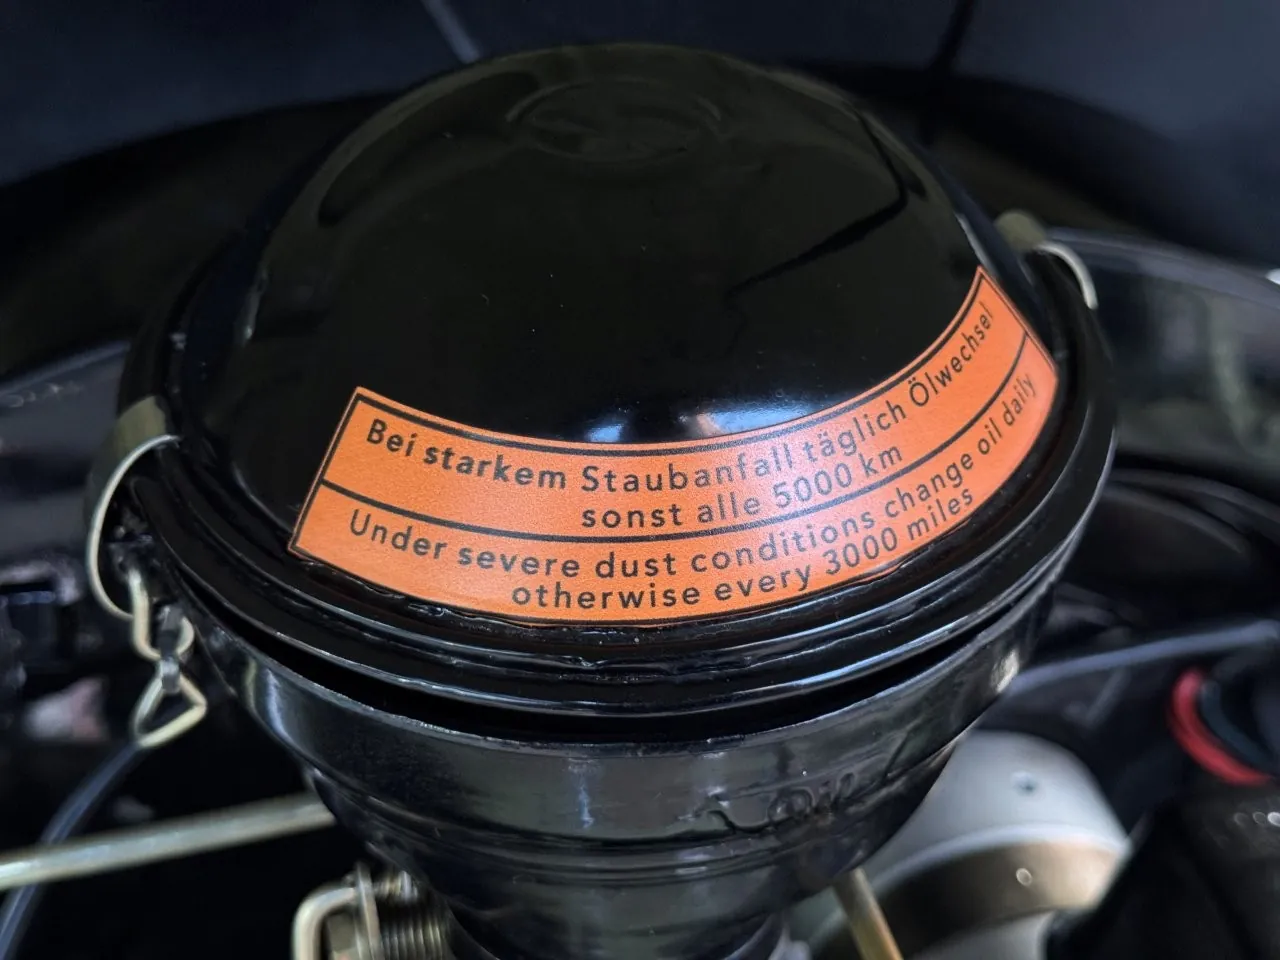 Bei starkem Staubanfall täglich Ölwechsel
sonst alle 5000 km
Under severe dust conditions change oil daily
otherwise every 3000 miles
Oil